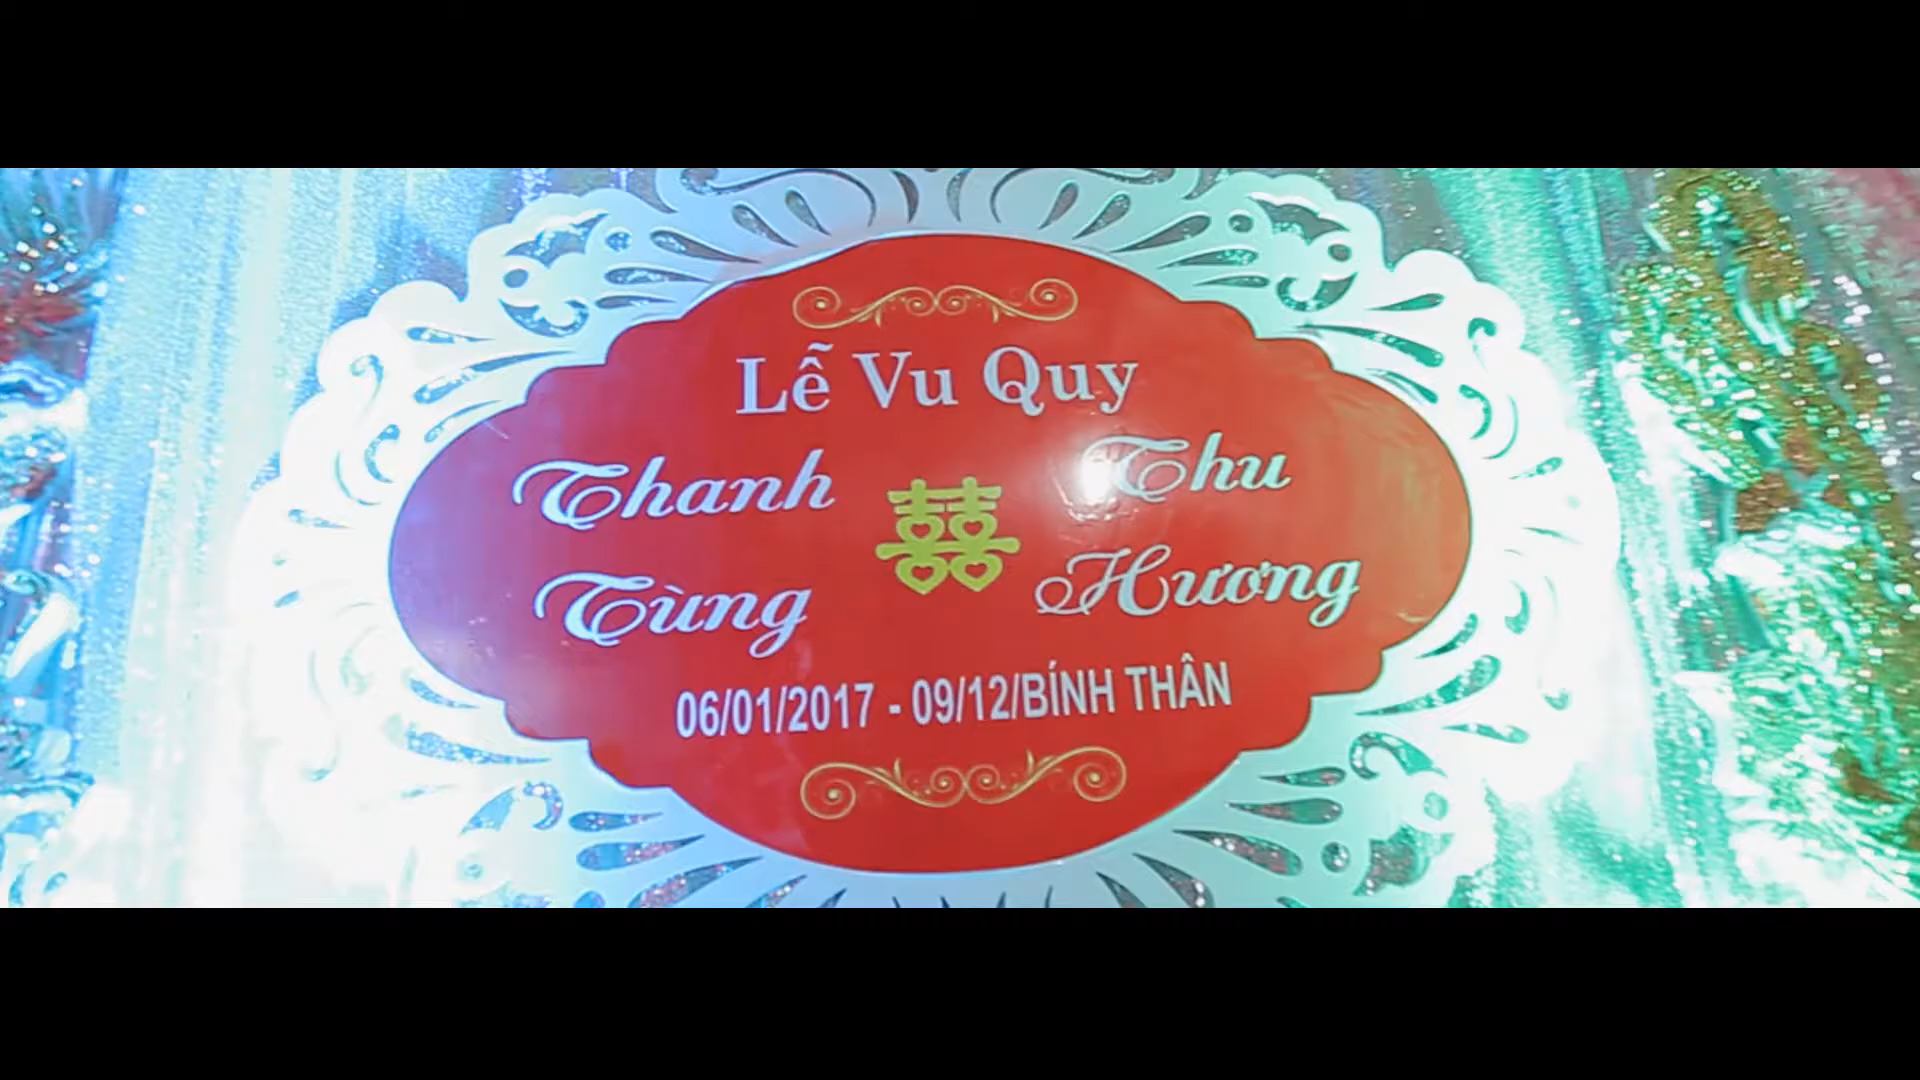 Lễ Vu Quy
Thanh Thu
囍
Tùng Hương
06/01/2017 - 09/12/BÍNH THÂN